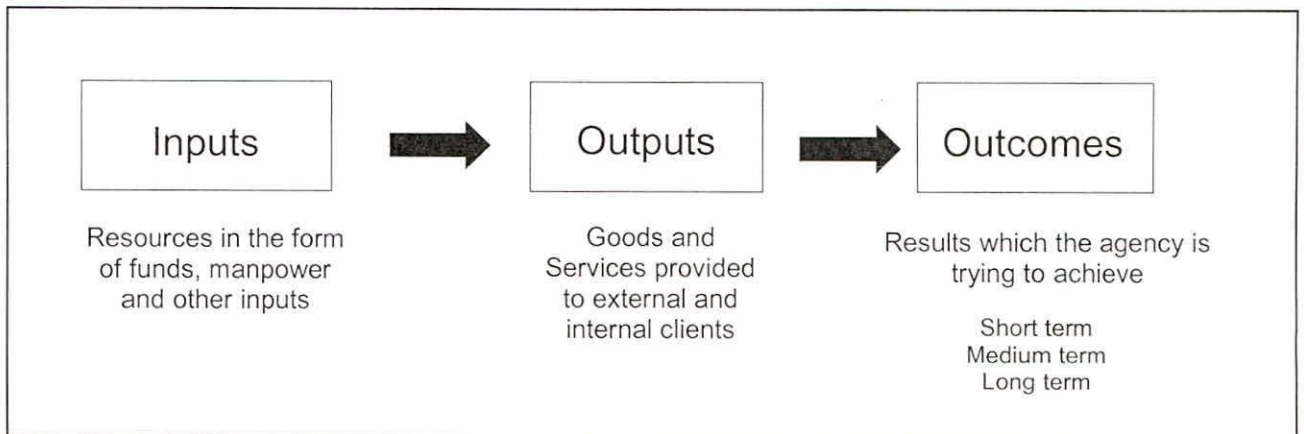 Inputs
Resources in the form
of funds, manpower
and other inputs
Outputs
Goods and
Services provided
to external and
internal clients
Outcomes
Results which the agency is
trying to achieve
Short term
Medium term
Long term